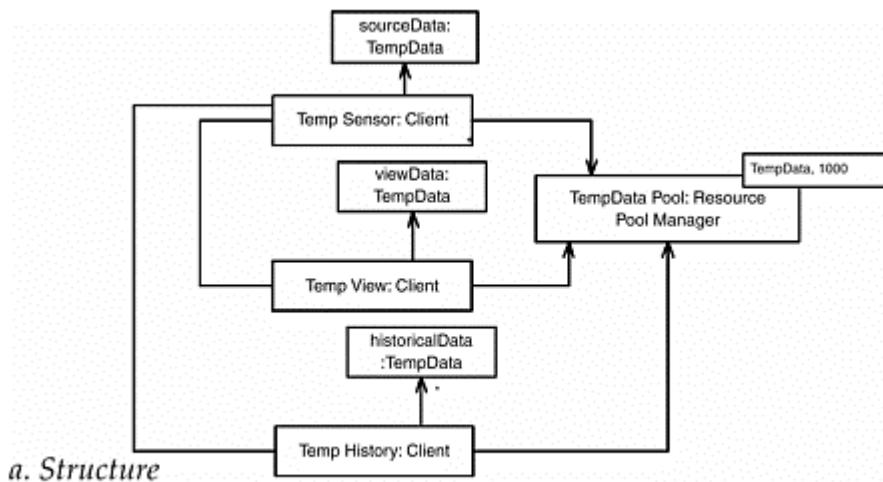 sourceData:
TempData
Temp Sensor: Client
viewData:
TempData
TempData, 1000
TempData Pool: Resource
Pool Manager
Temp View: Client
historicalData
:TempData
Temp History: Client
a. Structure